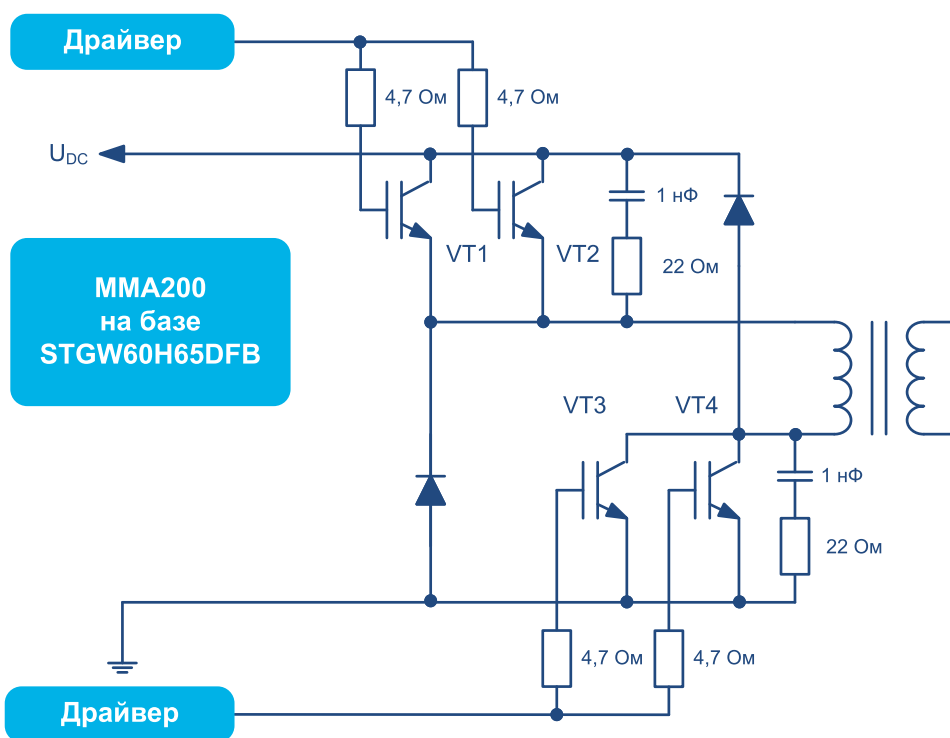 Драйвер
4,7 Ом
4,7 Ом
UDC
1 нФ
VT1
VT2
22 Ом
MMA200
на базе
STGW60H65DFB
VT3
VT4
1 нФ
22 Ом
4,7 Ом
4,7 Ом
Драйвер